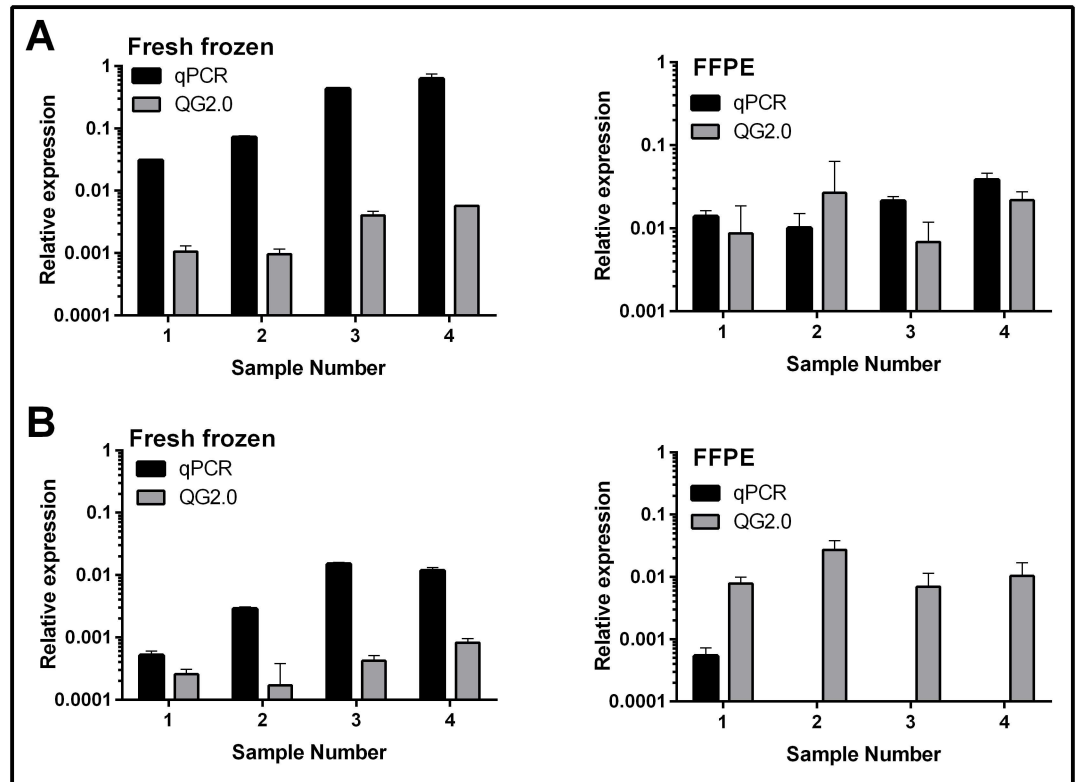 A
Fresh frozen
qPCR
QG2.0
1
0.1
0.01
0.001
0.0001
Relative expression
1 2 3 4
Sample Number
FFPE
qPCR
QG2.0
1
0.1
0.01
0.001
Relative expression
1 2 3 4
Sample Number
B
Fresh frozen
qPCR
QG2.0
1
0.1
0.01
0.001
0.0001
Relative expression
1 2 3 4
Sample Number
FFPE
qPCR
QG2.0
1
0.1
0.01
0.001
0.0001
Relative expression
1 2 3 4
Sample Number